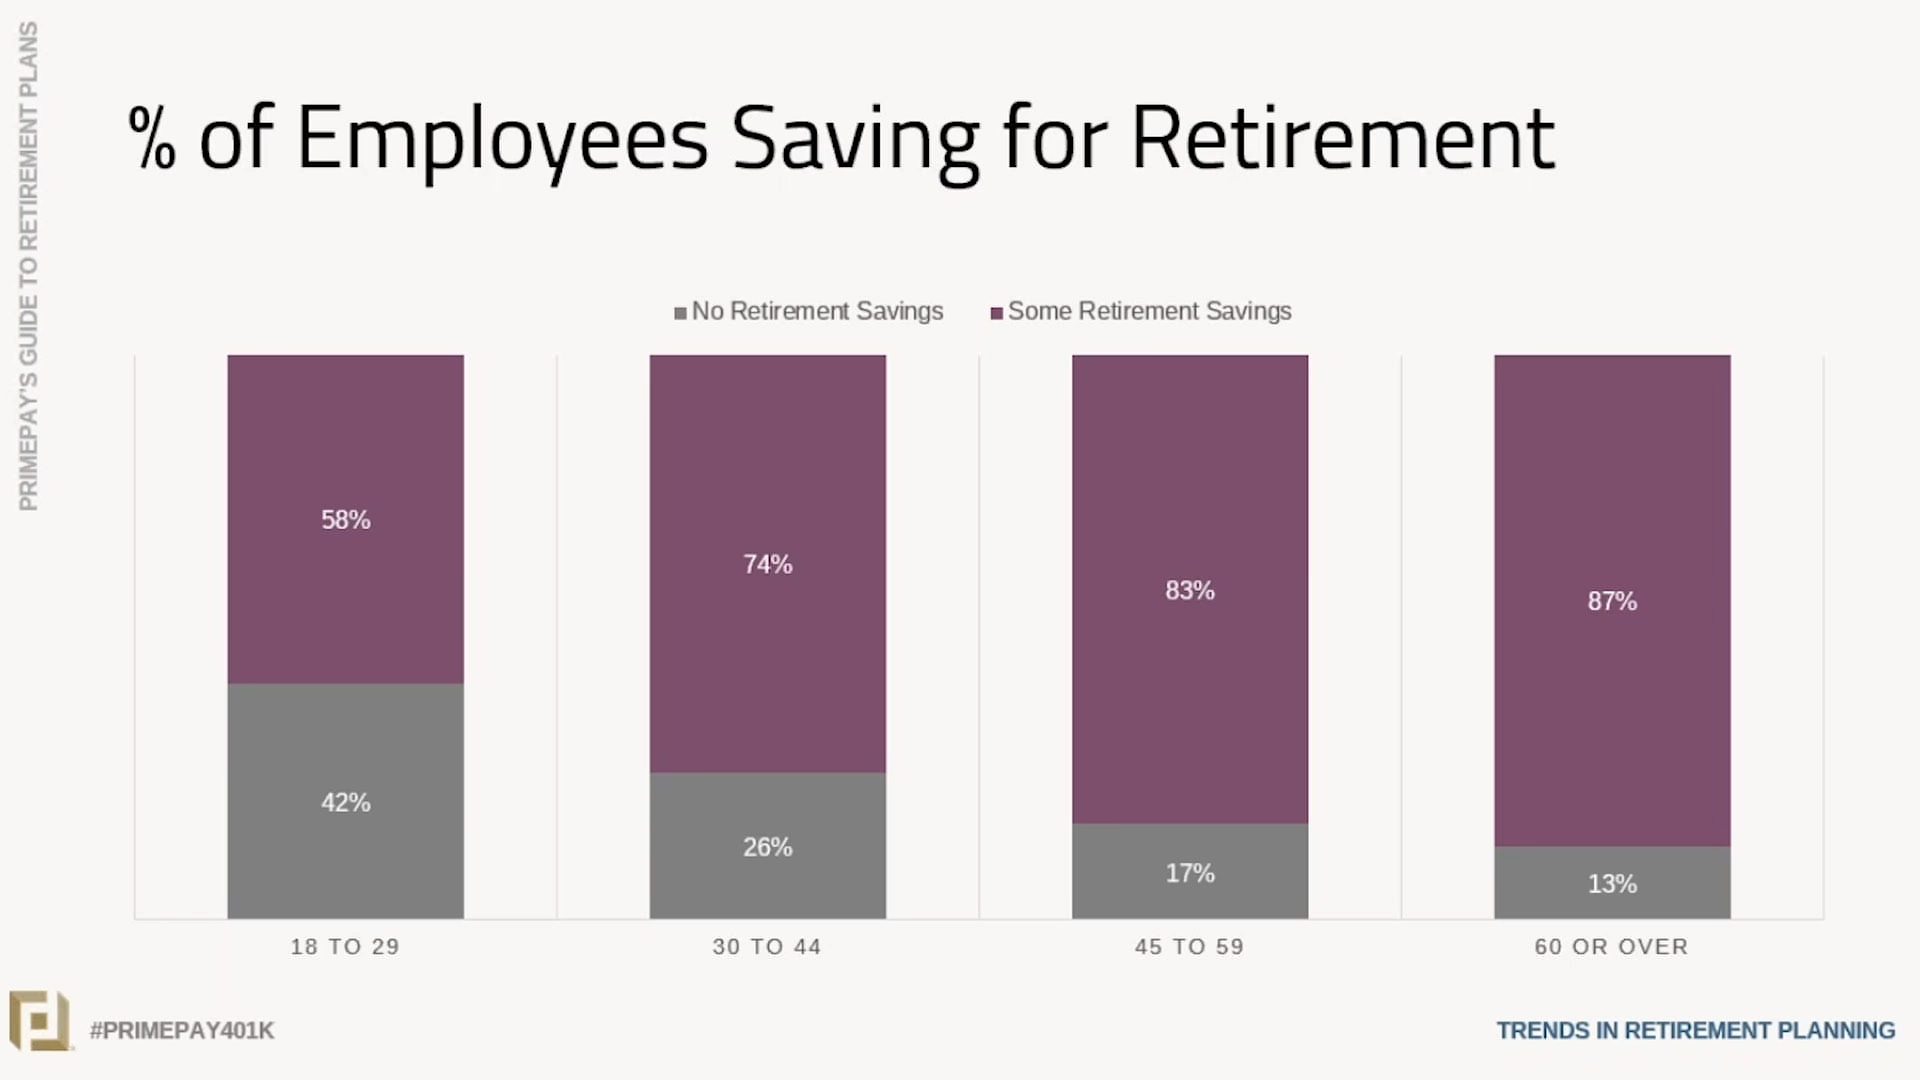 PRIMEPAY'S GUIDE TO RETIREMENT PLANS
% of Employees Saving for Retirement
No Retirement Savings Some Retirement Savings
58% 74% 83% 87%
42% 26% 17% 13%
18 TO 29 30 TO 44 45 TO 59 60 OR OVER
#PRIMEPAY401K
TRENDS IN RETIREMENT PLANNING